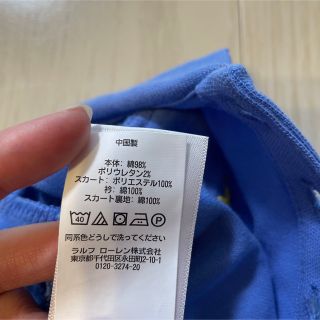 中国製
本体: 綿98%
ポリウレタン2%
スカート: ポリエステル100%
衿: 綿100%
スカート裏地: 綿100%
40
同系色どうしで洗ってください
ラルフ ローレン株式会社
東京都千代田区永田町2-10-1
0120-3274-20